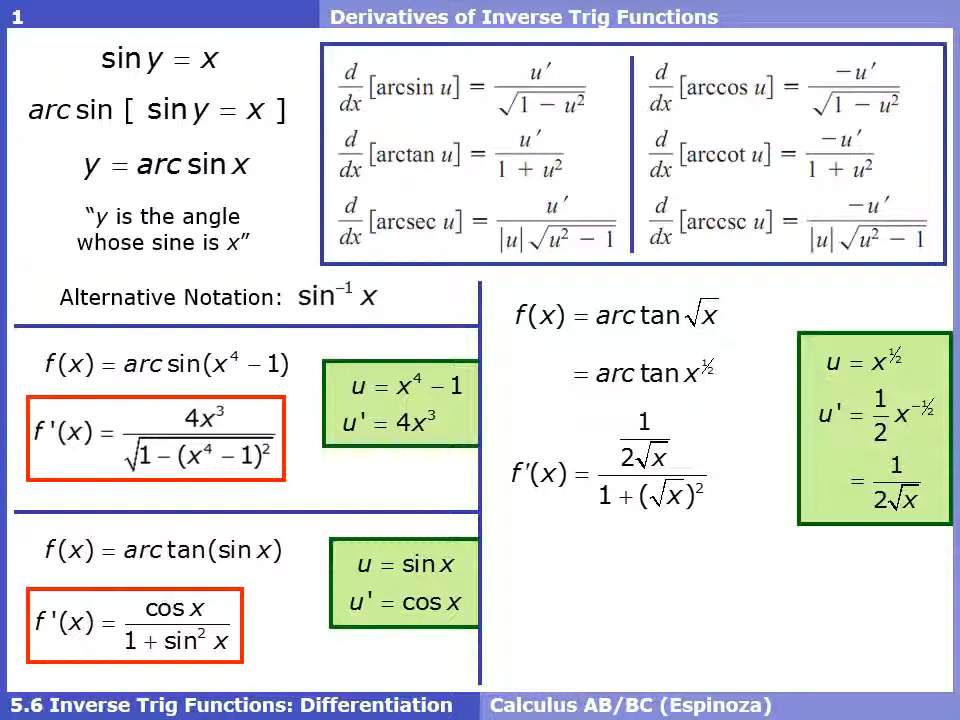 1
Derivatives of Inverse Trig Functions
sin y = x
arc sin [ sin y = x ]
y = arc sin x
“y is the angle
whose sine is x”
Alternative Notation: sin⁻¹ x
d/dx [arcsin u] = u′ / √(1 − u²)
d/dx [arccos u] = −u′ / √(1 − u²)
d/dx [arctan u] = u′ / (1 + u²)
d/dx [arccot u] = −u′ / (1 + u²)
d/dx [arcsec u] = u′ / (|u|√(u² − 1))
d/dx [arccsc u] = −u′ / (|u|√(u² − 1))
f(x) = arc sin(x⁴ − 1)
f '(x) = 4x³ / √(1 − (x⁴ − 1)²)
u = x⁴ − 1
u' = 4x³
f(x) = arc tan(sin x)
f '(x) = cos x / (1 + sin² x)
u = sin x
u' = cos x
f(x) = arc tan √x
= arc tan x^½
f'(x) = (1 / (2√x)) / (1 + (√x)²)
u = x^½
u' = 1/2 x^−½
= 1 / (2√x)
5.6 Inverse Trig Functions: Differentiation
Calculus AB/BC (Espinoza)